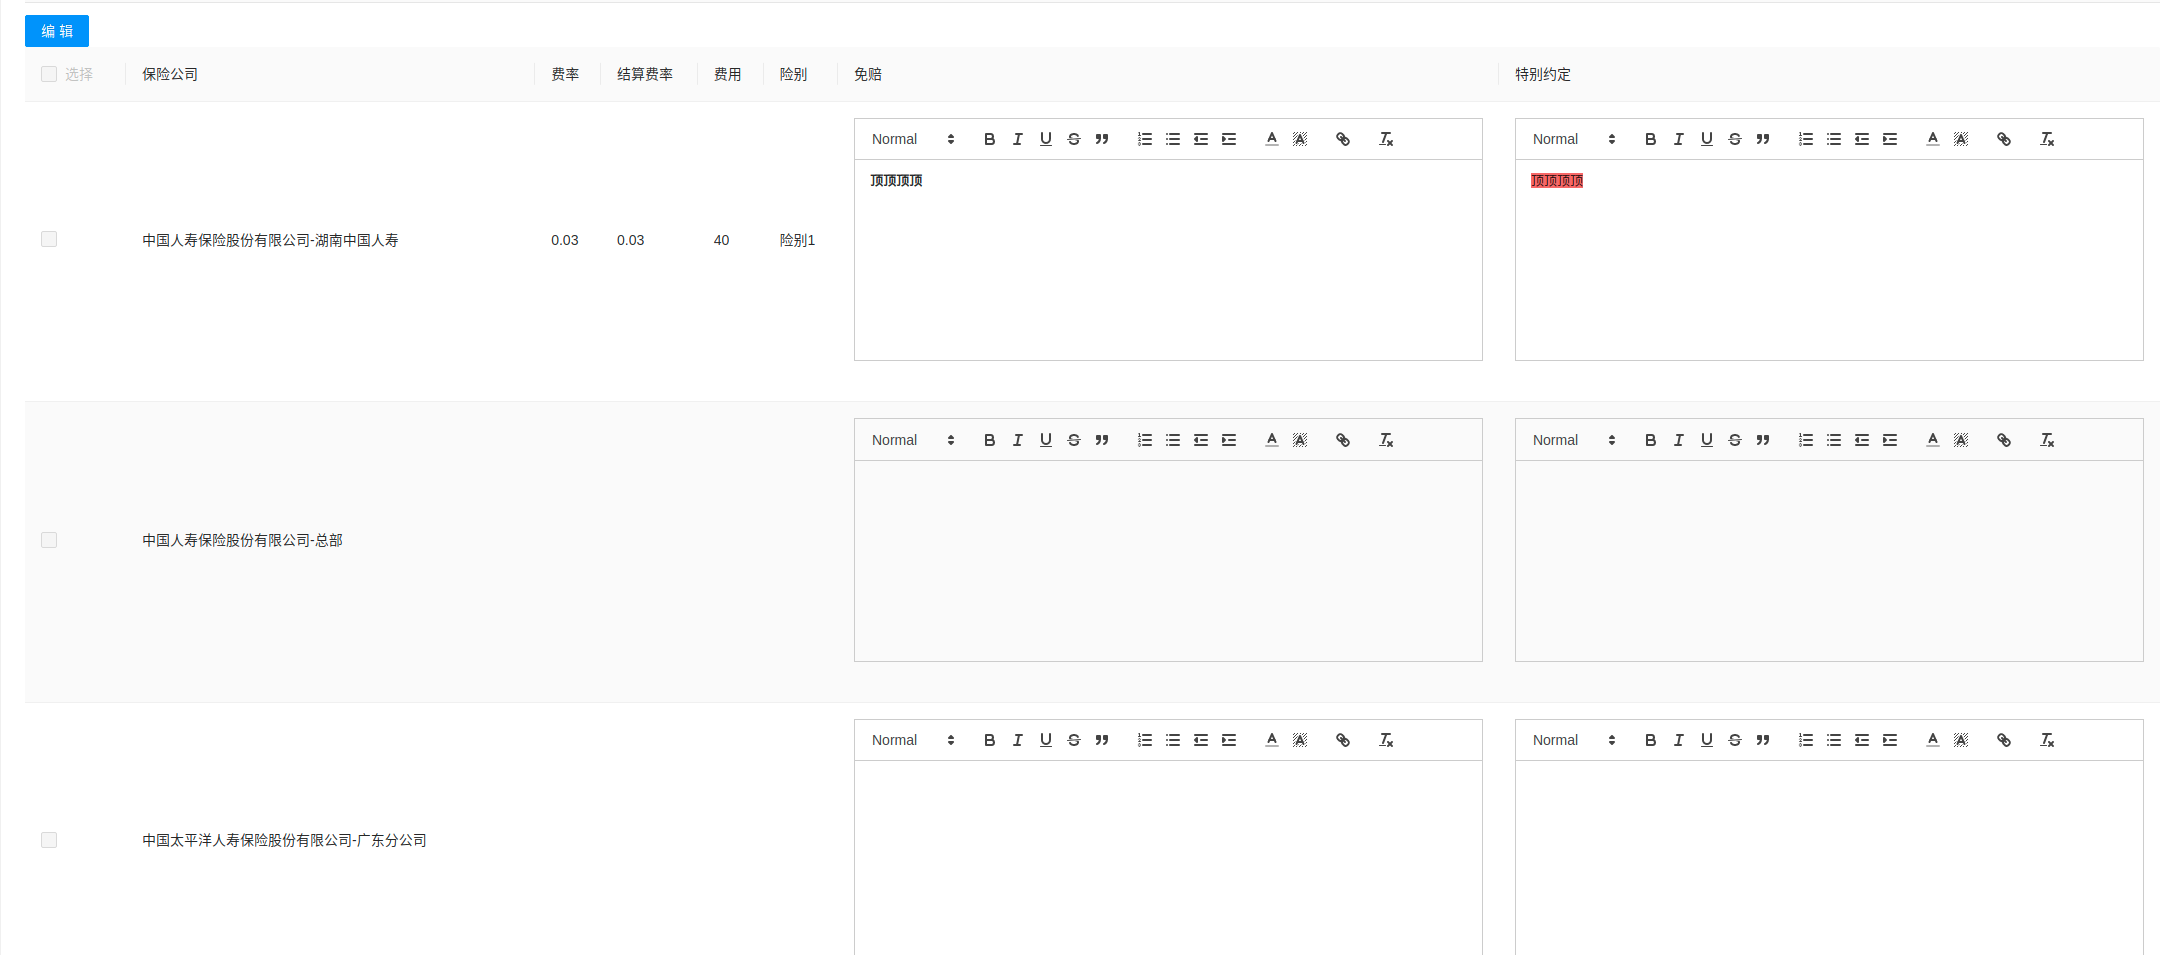 编 辑
选择 保险公司 费率 结算费率 费用 险别 免赔 特别约定
Normal Normal
顶顶顶顶 顶顶顶顶
中国人寿保险股份有限公司-湖南中国人寿 0.03 0.03 40 险别1
Normal Normal
中国人寿保险股份有限公司-总部
Normal Normal
中国太平洋人寿保险股份有限公司-广东分公司